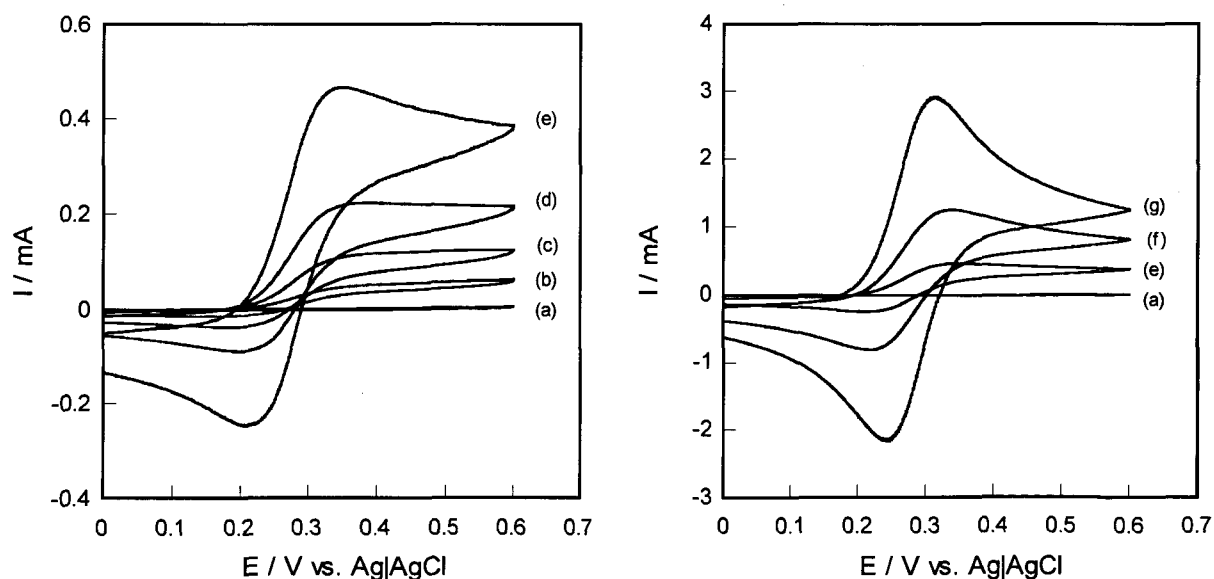 0.6
0.4
0.2
0
-0.2
-0.4
I / mA
0 0.1 0.2 0.3 0.4 0.5 0.6 0.7
E / V vs. Ag|AgCl
(e)
(d)
(c)
(b)
(a)
4
3
2
1
0
-1
-2
-3
I / mA
0 0.1 0.2 0.3 0.4 0.5 0.6 0.7
E / V vs. Ag|AgCl
(g)
(f)
(e)
(a)